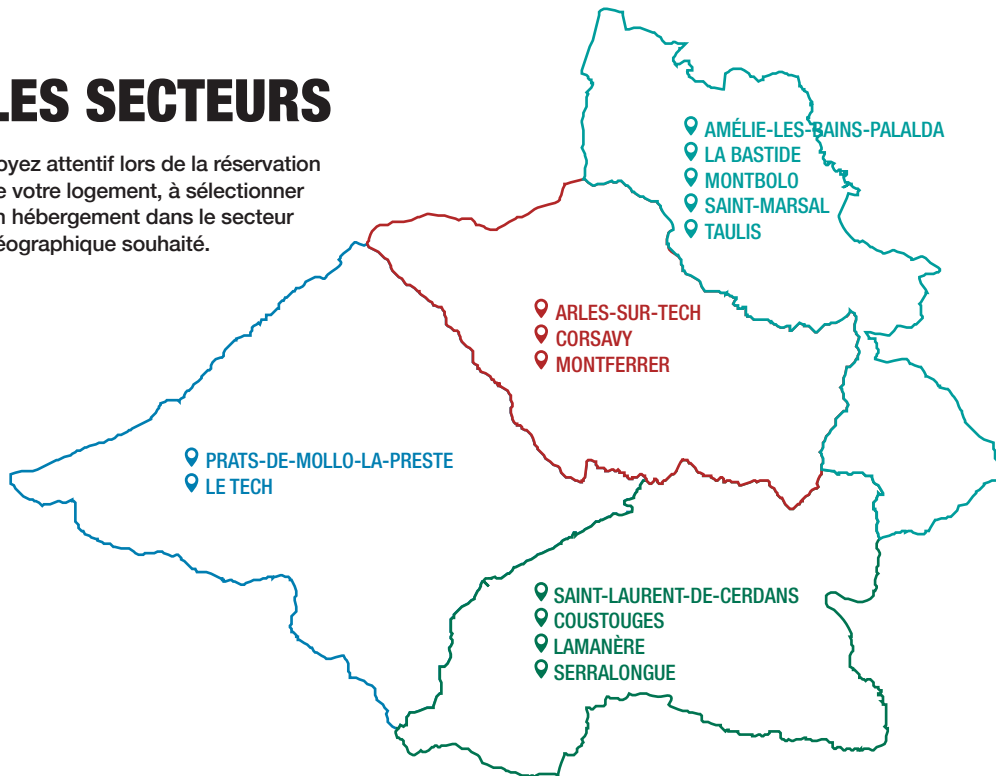 LES SECTEURS
oyez attentif lors de la réservation
e votre logement, à sélectionner
n hébergement dans le secteur
éographique souhaité.
AMÉLIE-LES-BAINS-PALALDA
LA BASTIDE
MONTBOLO
SAINT-MARSAL
TAULIS
ARLES-SUR-TECH
CORSAVY
MONTFERRER
PRATS-DE-MOLLO-LA-PRESTE
LE TECH
SAINT-LAURENT-DE-CERDANS
COUSTOUGES
LAMANÈRE
SERRALONGUE